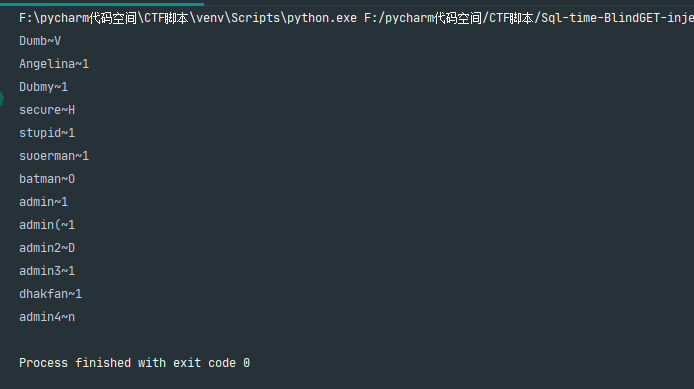 F:\pycharm代码空间\CTF脚本\venv\Scripts\python.exe F:/pycharm代码空间/CTF脚本/Sql-time-BlindGET-inje
Dumb~V
Angelina~1
Dubmy~1
secure~H
stupid~1
suoerman~1
batman~O
admin~1
admin(~1
admin2~D
admin3~1
dhakfan~1
admin4~n
Process finished with exit code 0